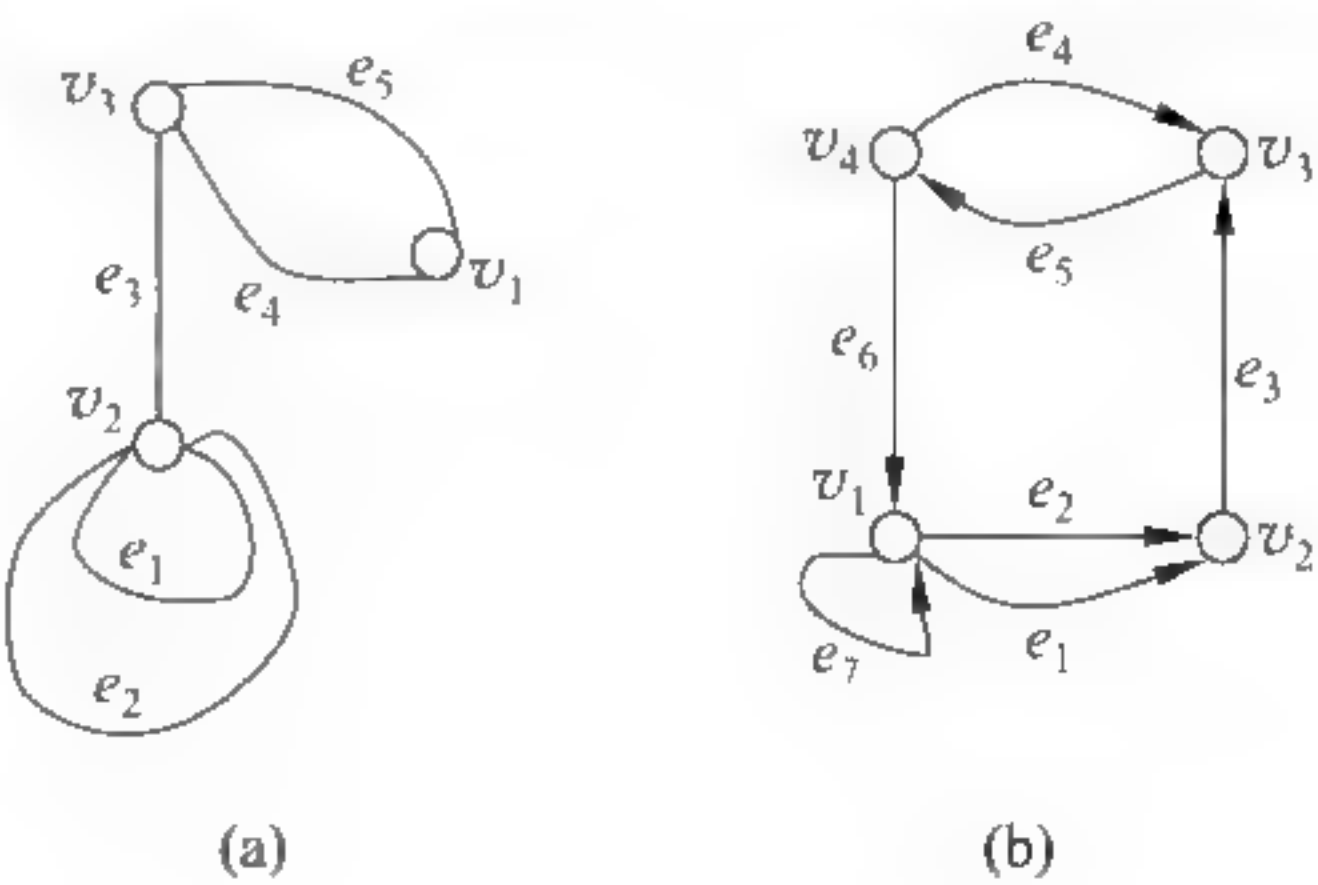 v₃
e₅
e₃
e₄
v₁
v₂
e₁
e₂
(a)
e₄
v₄
v₃
e₅
e₆
e₃
v₁
e₂
v₂
e₇
e₁
(b)